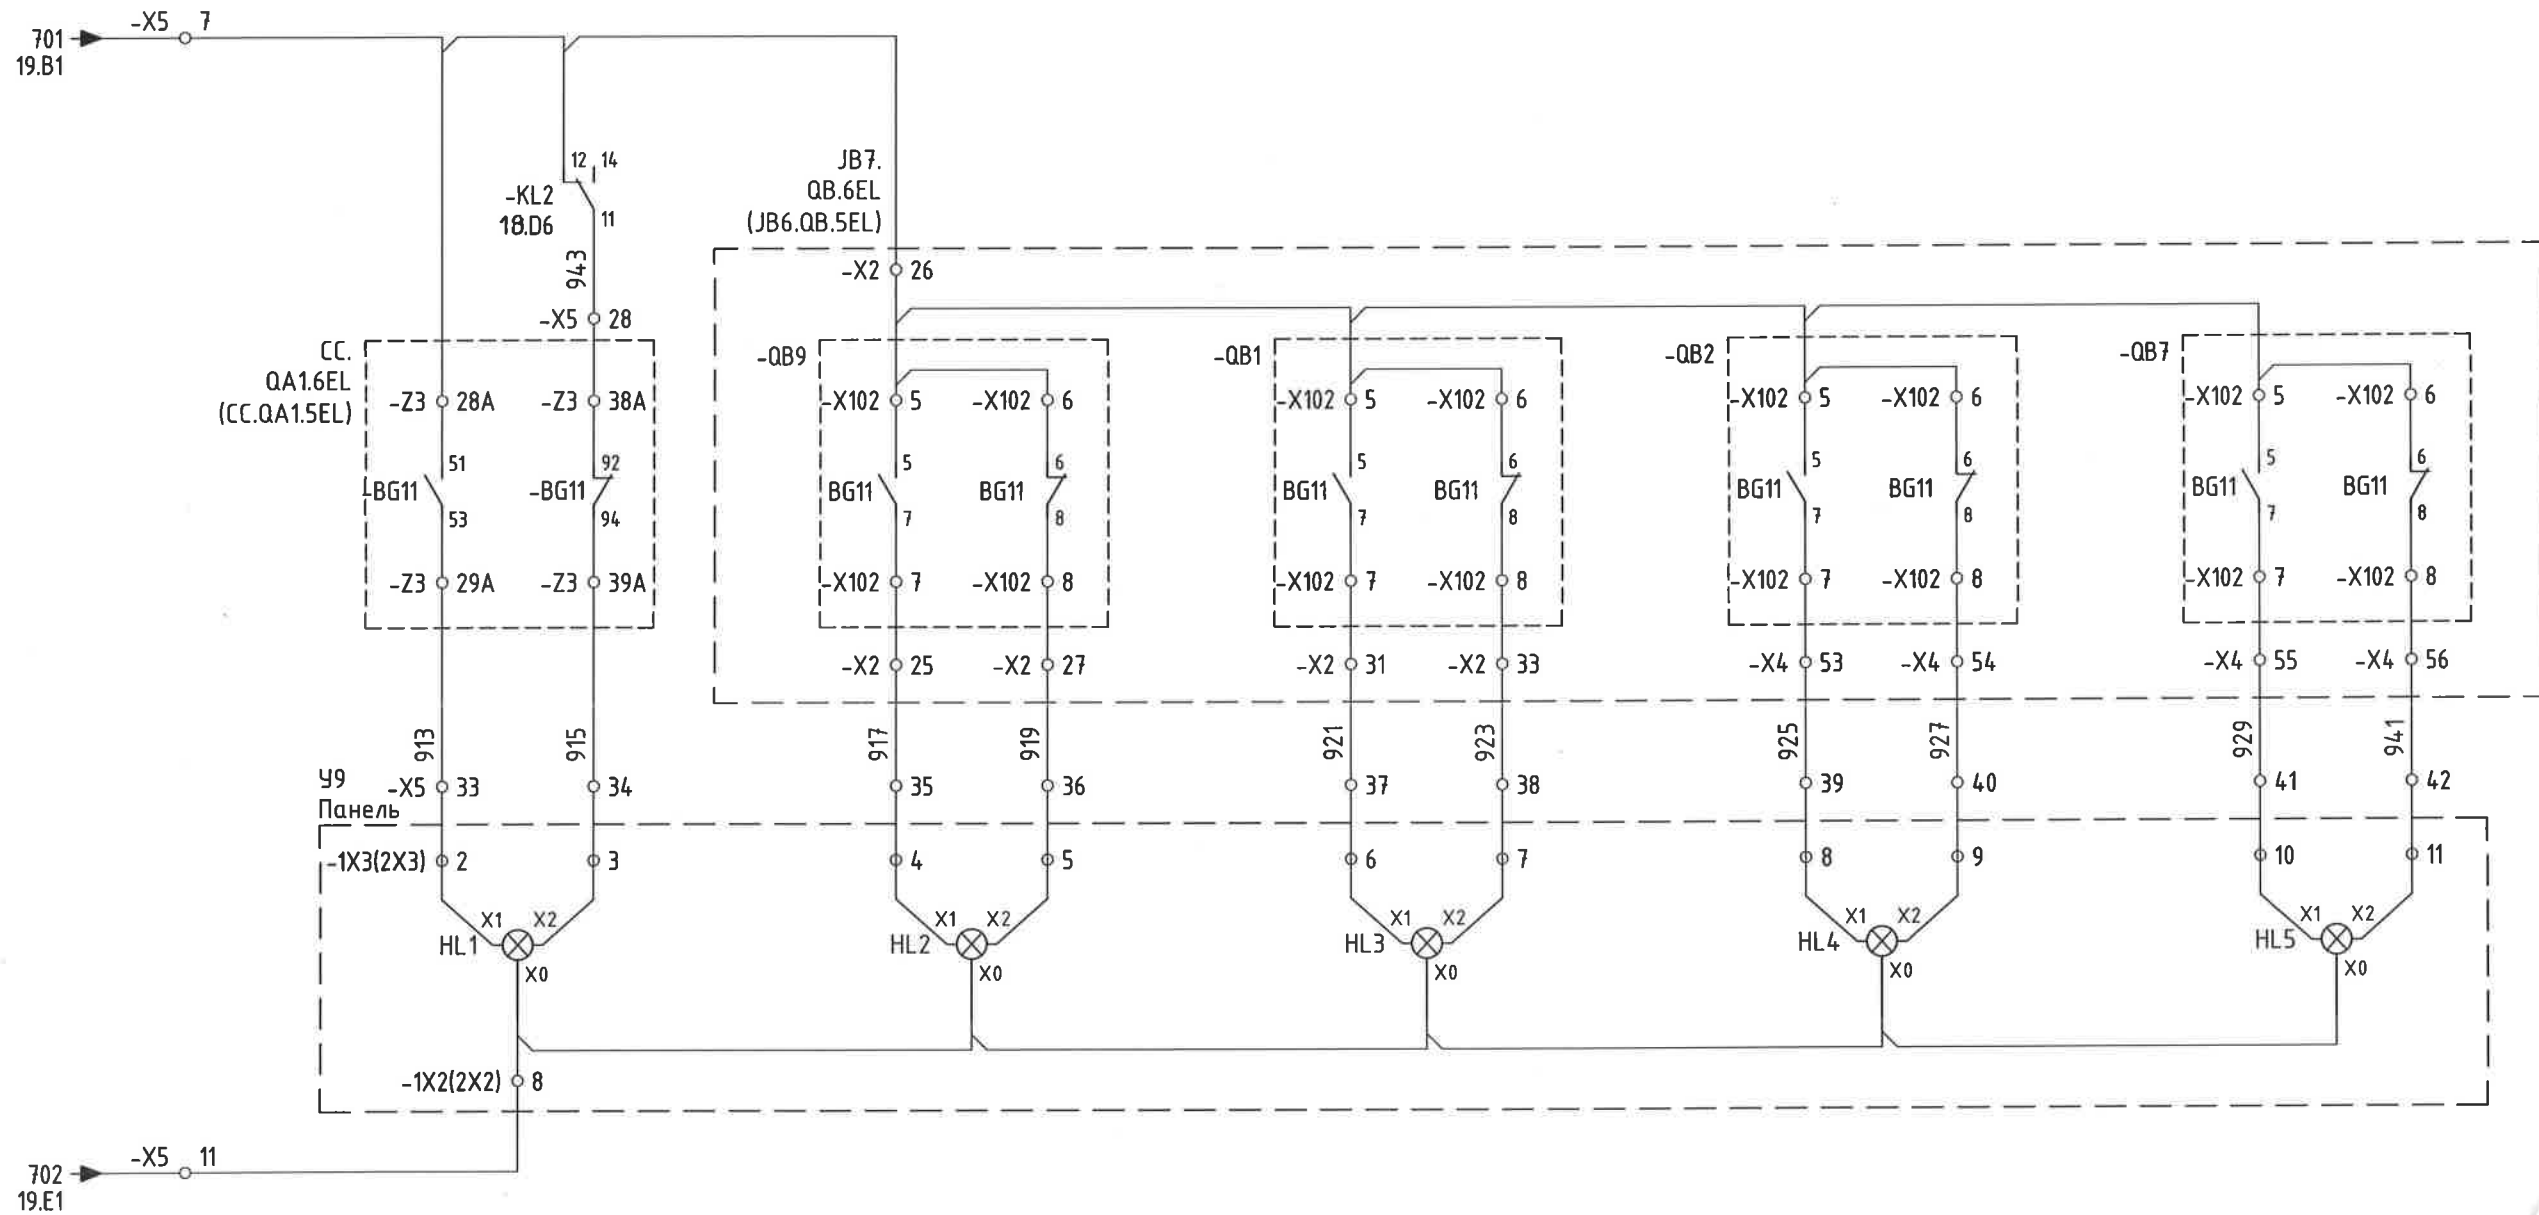 -X5 7
701
19.B1
12 14
-KL2
18.D6
11
943
-X5 28
JB7.
QB.6EL
(JB6.QB.5EL)
-X2 26
CC.
QA1.6EL
(CC.QA1.5EL)
-QB9
-QB1
-QB2
-QB7
-Z3 28A
-Z3 38A
-X102 5
-X102 6
-X102 5
-X102 6
-X102 5
-X102 6
-X102 5
-X102 6
51
92
5
6
5
6
5
6
5
6
-BG11
-BG11
BG11
BG11
BG11
BG11
BG11
BG11
BG11
BG11
53
94
7
8
7
8
7
8
7
8
-Z3 29A
-Z3 39A
-X102 7
-X102 8
-X102 7
-X102 8
-X102 7
-X102 8
-X102 7
-X102 8
-X2 25
-X2 27
-X2 31
-X2 33
-X4 53
-X4 54
-X4 55
-X4 56
913
915
917
919
921
923
925
927
929
941
У9
Панель
-X5 33
34
35
36
37
38
39
40
41
42
-1X3(2X3) 2
3
4
5
6
7
8
9
10
11
X1 X2
HL1
X0
X1 X2
HL2
X0
X1 X2
HL3
X0
X1 X2
HL4
X0
X1 X2
HL5
X0
-1X2(2X2) 8
-X5 11
702
19.E1